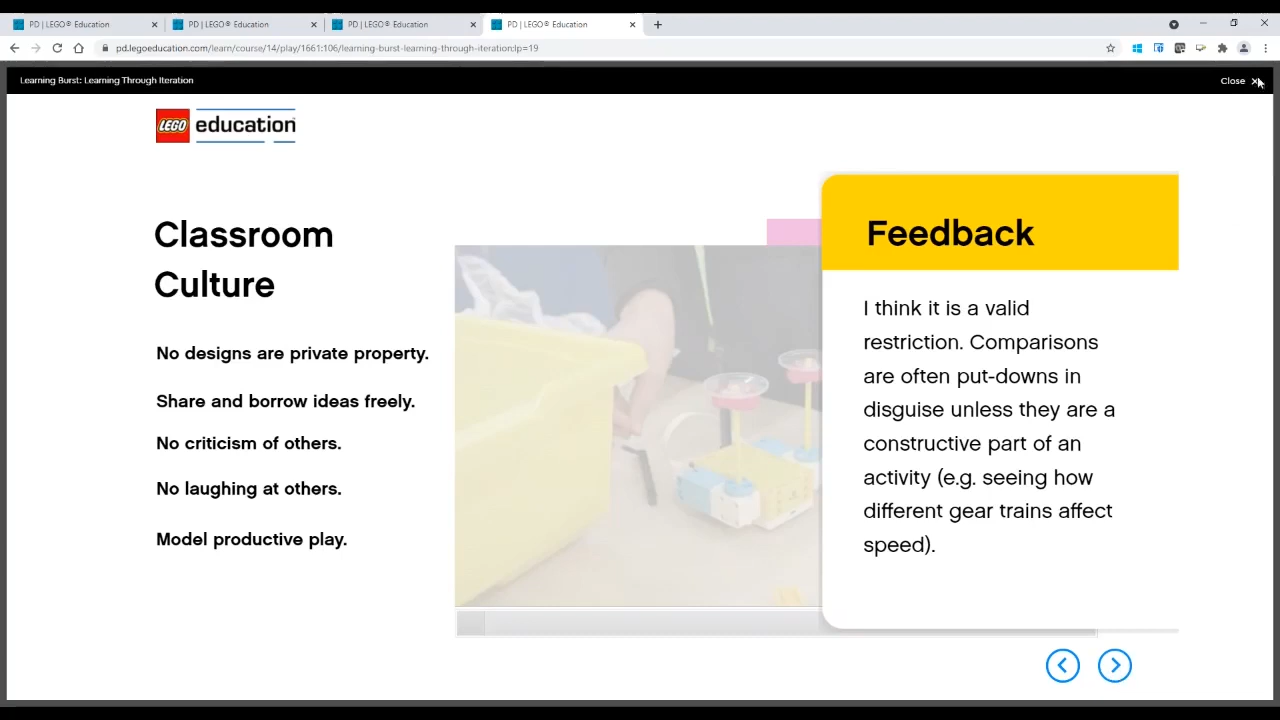 PD | LEGO® Education
PD | LEGO® Education
PD | LEGO® Education
PD | LEGO® Education
pd.legoeducation.com/learn/course/14/play/1661:106/learning-burst-learning-through-iteration;lp=19
Learning Burst: Learning Through Iteration
Close
LEGO education
Classroom
Culture
No designs are private property.
Share and borrow ideas freely.
No criticism of others.
No laughing at others.
Model productive play.
Feedback
I think it is a valid
restriction. Comparisons
are often put-downs in
disguise unless they are a
constructive part of an
activity (e.g. seeing how
different gear trains affect
speed).